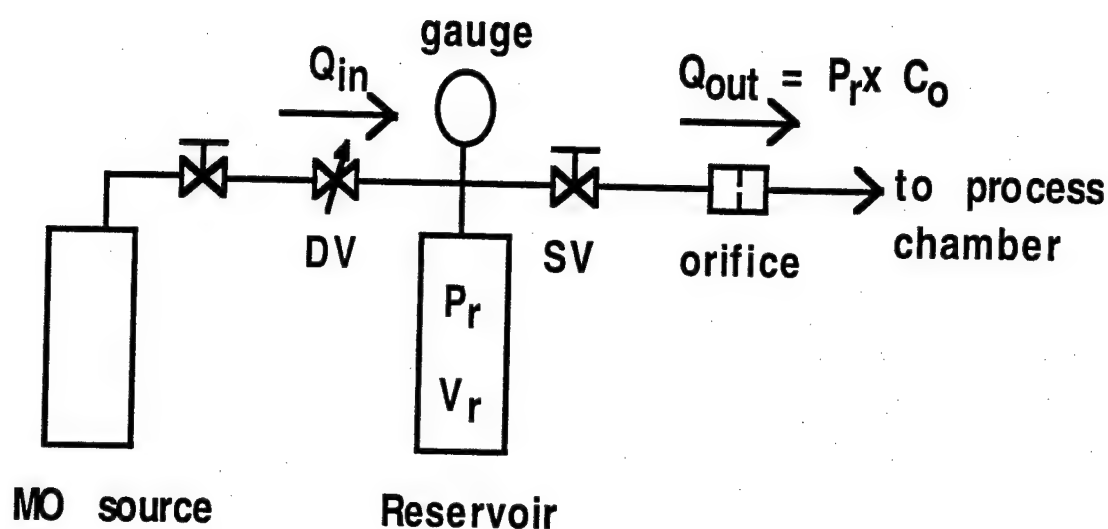 gauge
Qin
Qout = Pr x Co
DV
SV
orifice
to process
chamber
Pr
Vr
MO source
Reservoir